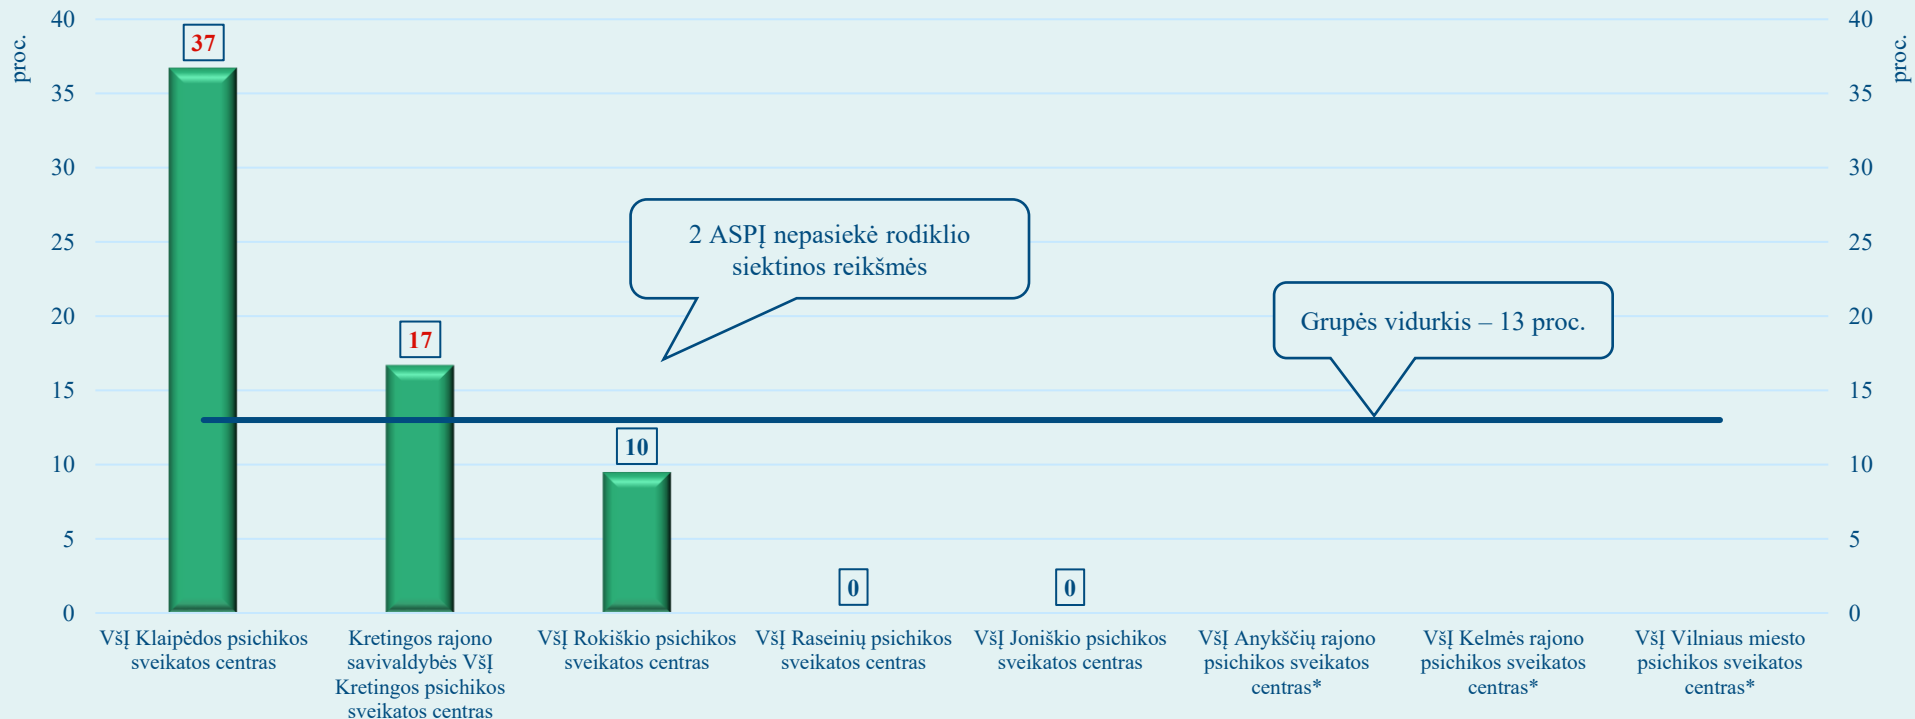 proc.
proc.
40
35
30
25
20
15
10
5
0
40
35
30
25
20
15
10
5
0
37
17
10
0
0
2 ASPĮ nepasiekė rodiklio
siektinos reikšmės
Grupės vidurkis – 13 proc.
VšĮ Klaipėdos psichikos
sveikatos centras
Kretingos rajono
savivaldybės VšĮ
Kretingos psichikos
sveikatos centras
VšĮ Rokiškio psichikos
sveikatos centras
VšĮ Raseinių psichikos
sveikatos centras
VšĮ Joniškio psichikos
sveikatos centras
VšĮ Anykščių rajono
psichikos sveikatos
centras*
VšĮ Kelmės rajono
psichikos sveikatos
centras*
VšĮ Vilniaus miesto
psichikos sveikatos
centras*